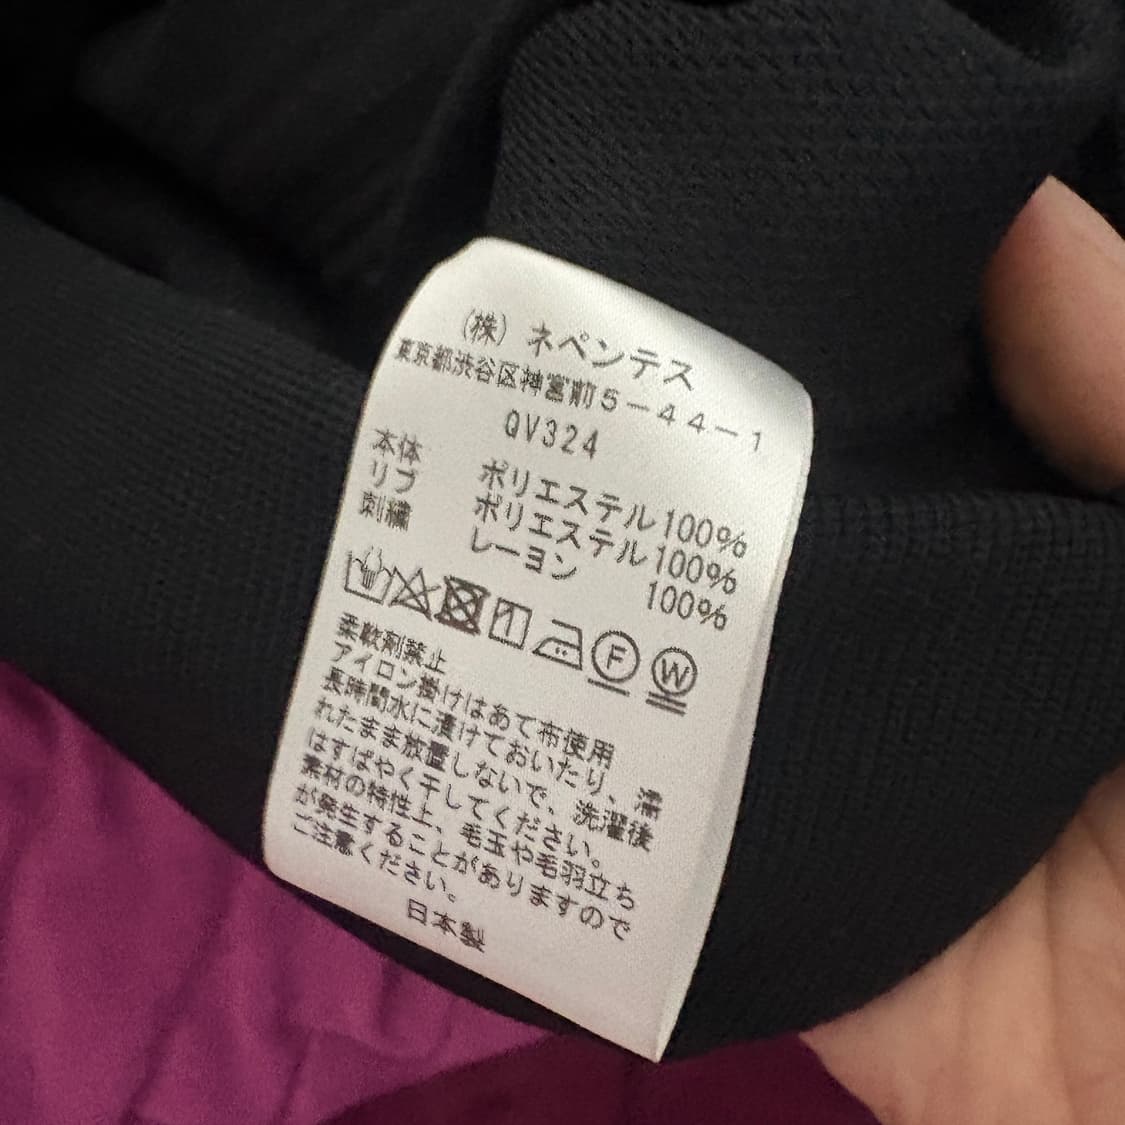 (株) ネペンテス
東京都渋谷区神宮前5-44-1
QV324
本体 ポリエステル100%
リブ ポリエステル100%
刺繍 レーヨン 100%
F W
柔軟剤禁止
アイロン掛けはあて布使用
長時間水に漬けておいたり、濡
れたまま放置しないで、洗濯後
はすばやく干してください。
素材の特性上、毛玉や毛羽立ち
が発生することがありますので
ご注意ください。
日本製